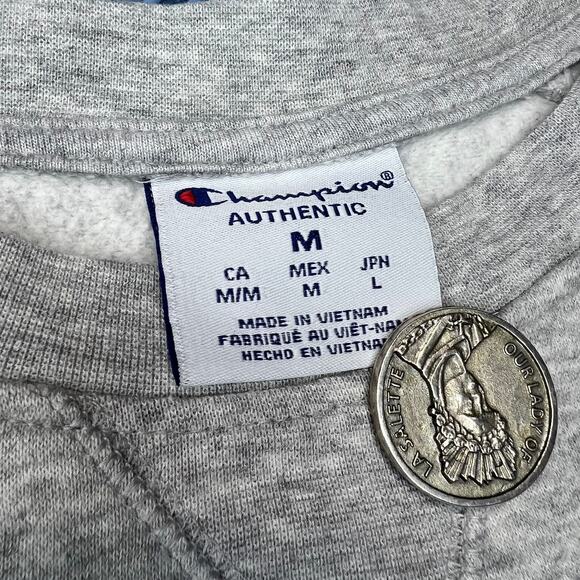 Champion®
AUTHENTIC
M
CA MEX JPN
M/M M L
MADE IN VIETNAM
FABRIQUÉ AU VIÊT-NAM
HECHO EN VIETNAM
OUR LADY OF
LA SALETTE